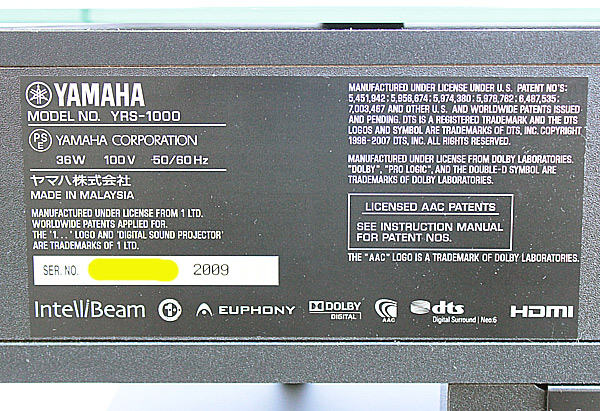 YAMAHA
MODEL NO. YRS-1000
PSE YAMAHA CORPORATION
36W 100V 50/60Hz
ヤマハ株式会社
MADE IN MALAYSIA
MANUFACTURED UNDER LICENSE FROM 1 LTD.
WORLDWIDE PATENTS APPLIED FOR.
THE '1...' LOGO AND 'DIGITAL SOUND PROJECTOR'
ARE TRADEMARKS OF 1 LTD.
SER. NO. 2009
MANUFACTURED UNDER LICENSE UNDER U.S. PATENT NO'S:
5,451,942; 5,956,674; 5,974,380; 5,978,762; 6,487,535;
7,003,467 AND OTHER U.S. AND WORLDWIDE PATENTS ISSUED
AND PENDING. DTS IS A REGISTERED TRADEMARK AND THE DTS
LOGOS AND SYMBOL ARE TRADEMARKS OF DTS, INC. COPYRIGHT
1996-2007 DTS, INC. ALL RIGHTS RESERVED.
MANUFACTURED UNDER LICENSE FROM DOLBY LABORATORIES.
"DOLBY", "PRO LOGIC", AND THE DOUBLE-D SYMBOL ARE
TRADEMARKS OF DOLBY LABORATORIES.
LICENSED AAC PATENTS
SEE INSTRUCTION MANUAL
FOR PATENT NOS.
THE "AAC" LOGO IS A TRADEMARK OF DOLBY LABORATORIES.
IntelliBeam
EUPHONY
DOLBY
DIGITAL
AAC
dts
Digital Surround | Neo:6
HDMI